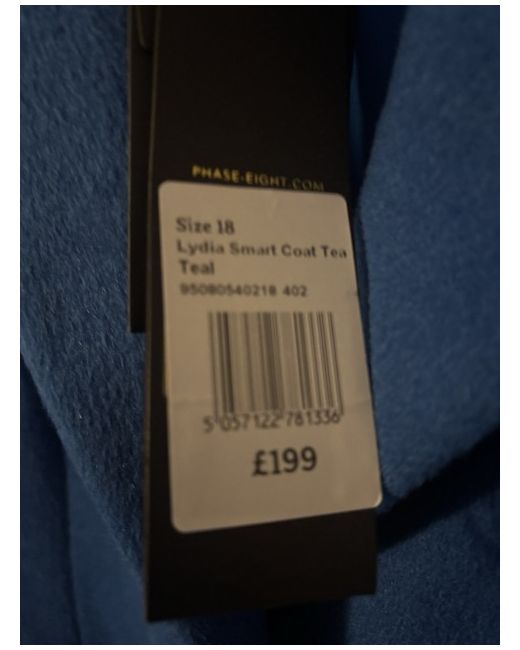 PHASE-EIGHT.COM
Size 18
Lydia Smart Coat Tea
Teal
95080540218 402
5 057122 781336
£199